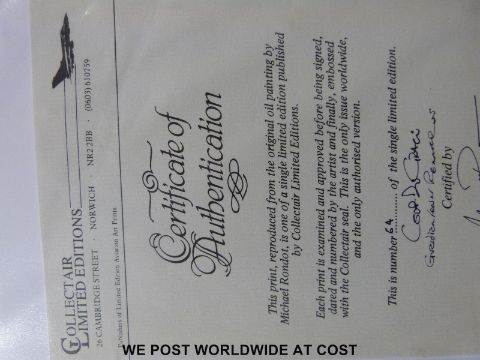 COLLECTAIR
LIMITED EDITIONS
26 CAMBRIDGE STREET · NORWICH · NR2 2BB · (0603) 610759
Publishers of Limited Edition Aviation Art Prints
Certificate of
Authentication
This print, reproduced from the original oil painting by
Michael Rondot, is one of a single limited edition published
by Collectair Limited Editions.
Each print is examined and approved before being signed,
dated and numbered by the artist and finally, embossed
with the Collectair seal. This is the only issue worldwide,
and the only authorised version.
This is number 64 of the single limited edition.
Certified by
WE POST WORLDWIDE AT COST